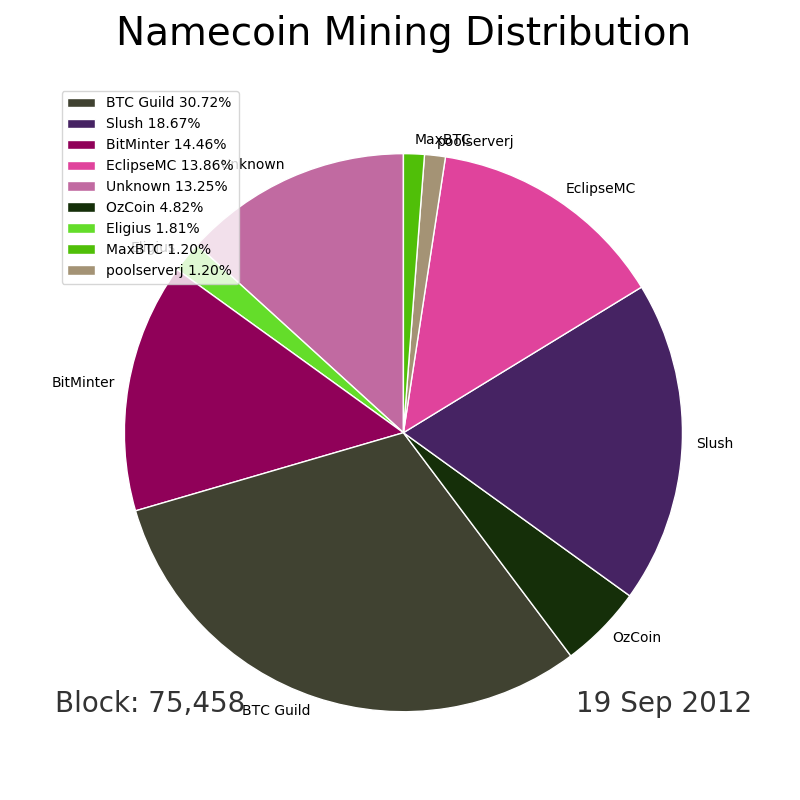 Namecoin Mining Distribution
BTC Guild 30.72%
Slush 18.67%
BitMinter 14.46%
EclipseMC 13.86%
Unknown 13.25%
OzCoin 4.82%
Eligius 1.81%
MaxBTC 1.20%
poolserverj 1.20%
MaxBTC
poolserverj
Unknown
EclipseMC
Eligius
BitMinter
Slush
OzCoin
BTC Guild
Block: 75,458
19 Sep 2012